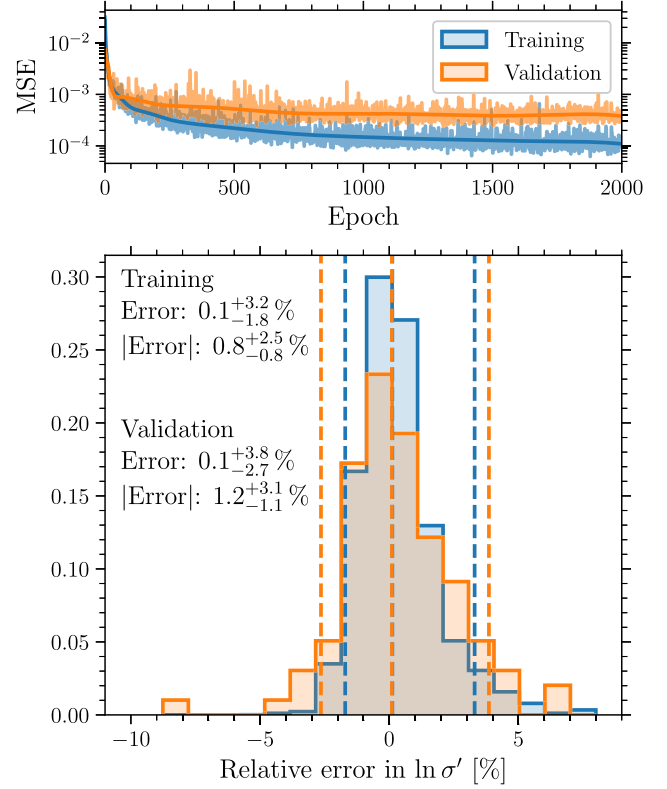 MSE
10⁻²
10⁻³
10⁻⁴
Training
Validation
0 500 1000 1500 2000
Epoch
0.30
0.25
0.20
0.15
0.10
0.05
0.00
Training
Error: 0.1⁺³·²₋₁.₈ %
|Error|: 0.8⁺²·⁵₋₀.₈ %
Validation
Error: 0.1⁺³·⁸₋₂.₇ %
|Error|: 1.2⁺³·¹₋₁.₁ %
−10 −5 0 5
Relative error in ln σ′ [%]